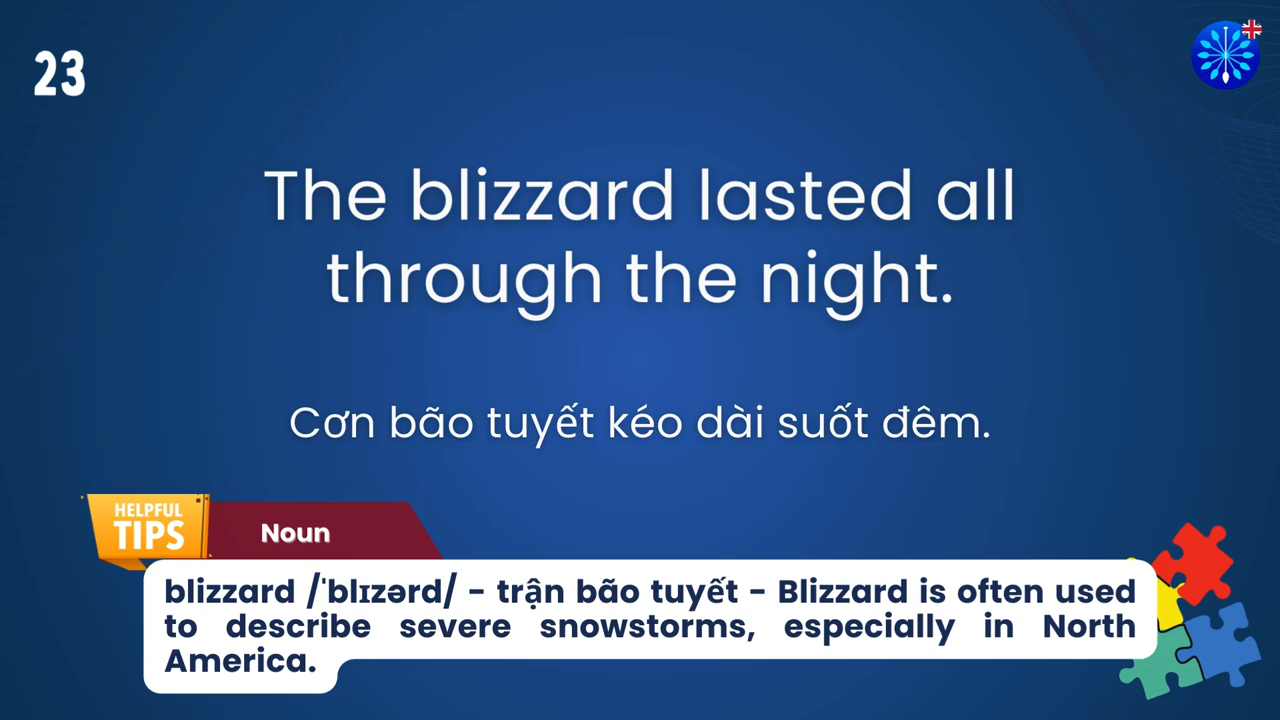 23
The blizzard lasted all
through the night.
Cơn bão tuyết kéo dài suốt đêm.
HELPFUL
TIPS
Noun
blizzard /ˈblɪzərd/ - trận bão tuyết - Blizzard is often used
to describe severe snowstorms, especially in North
America.